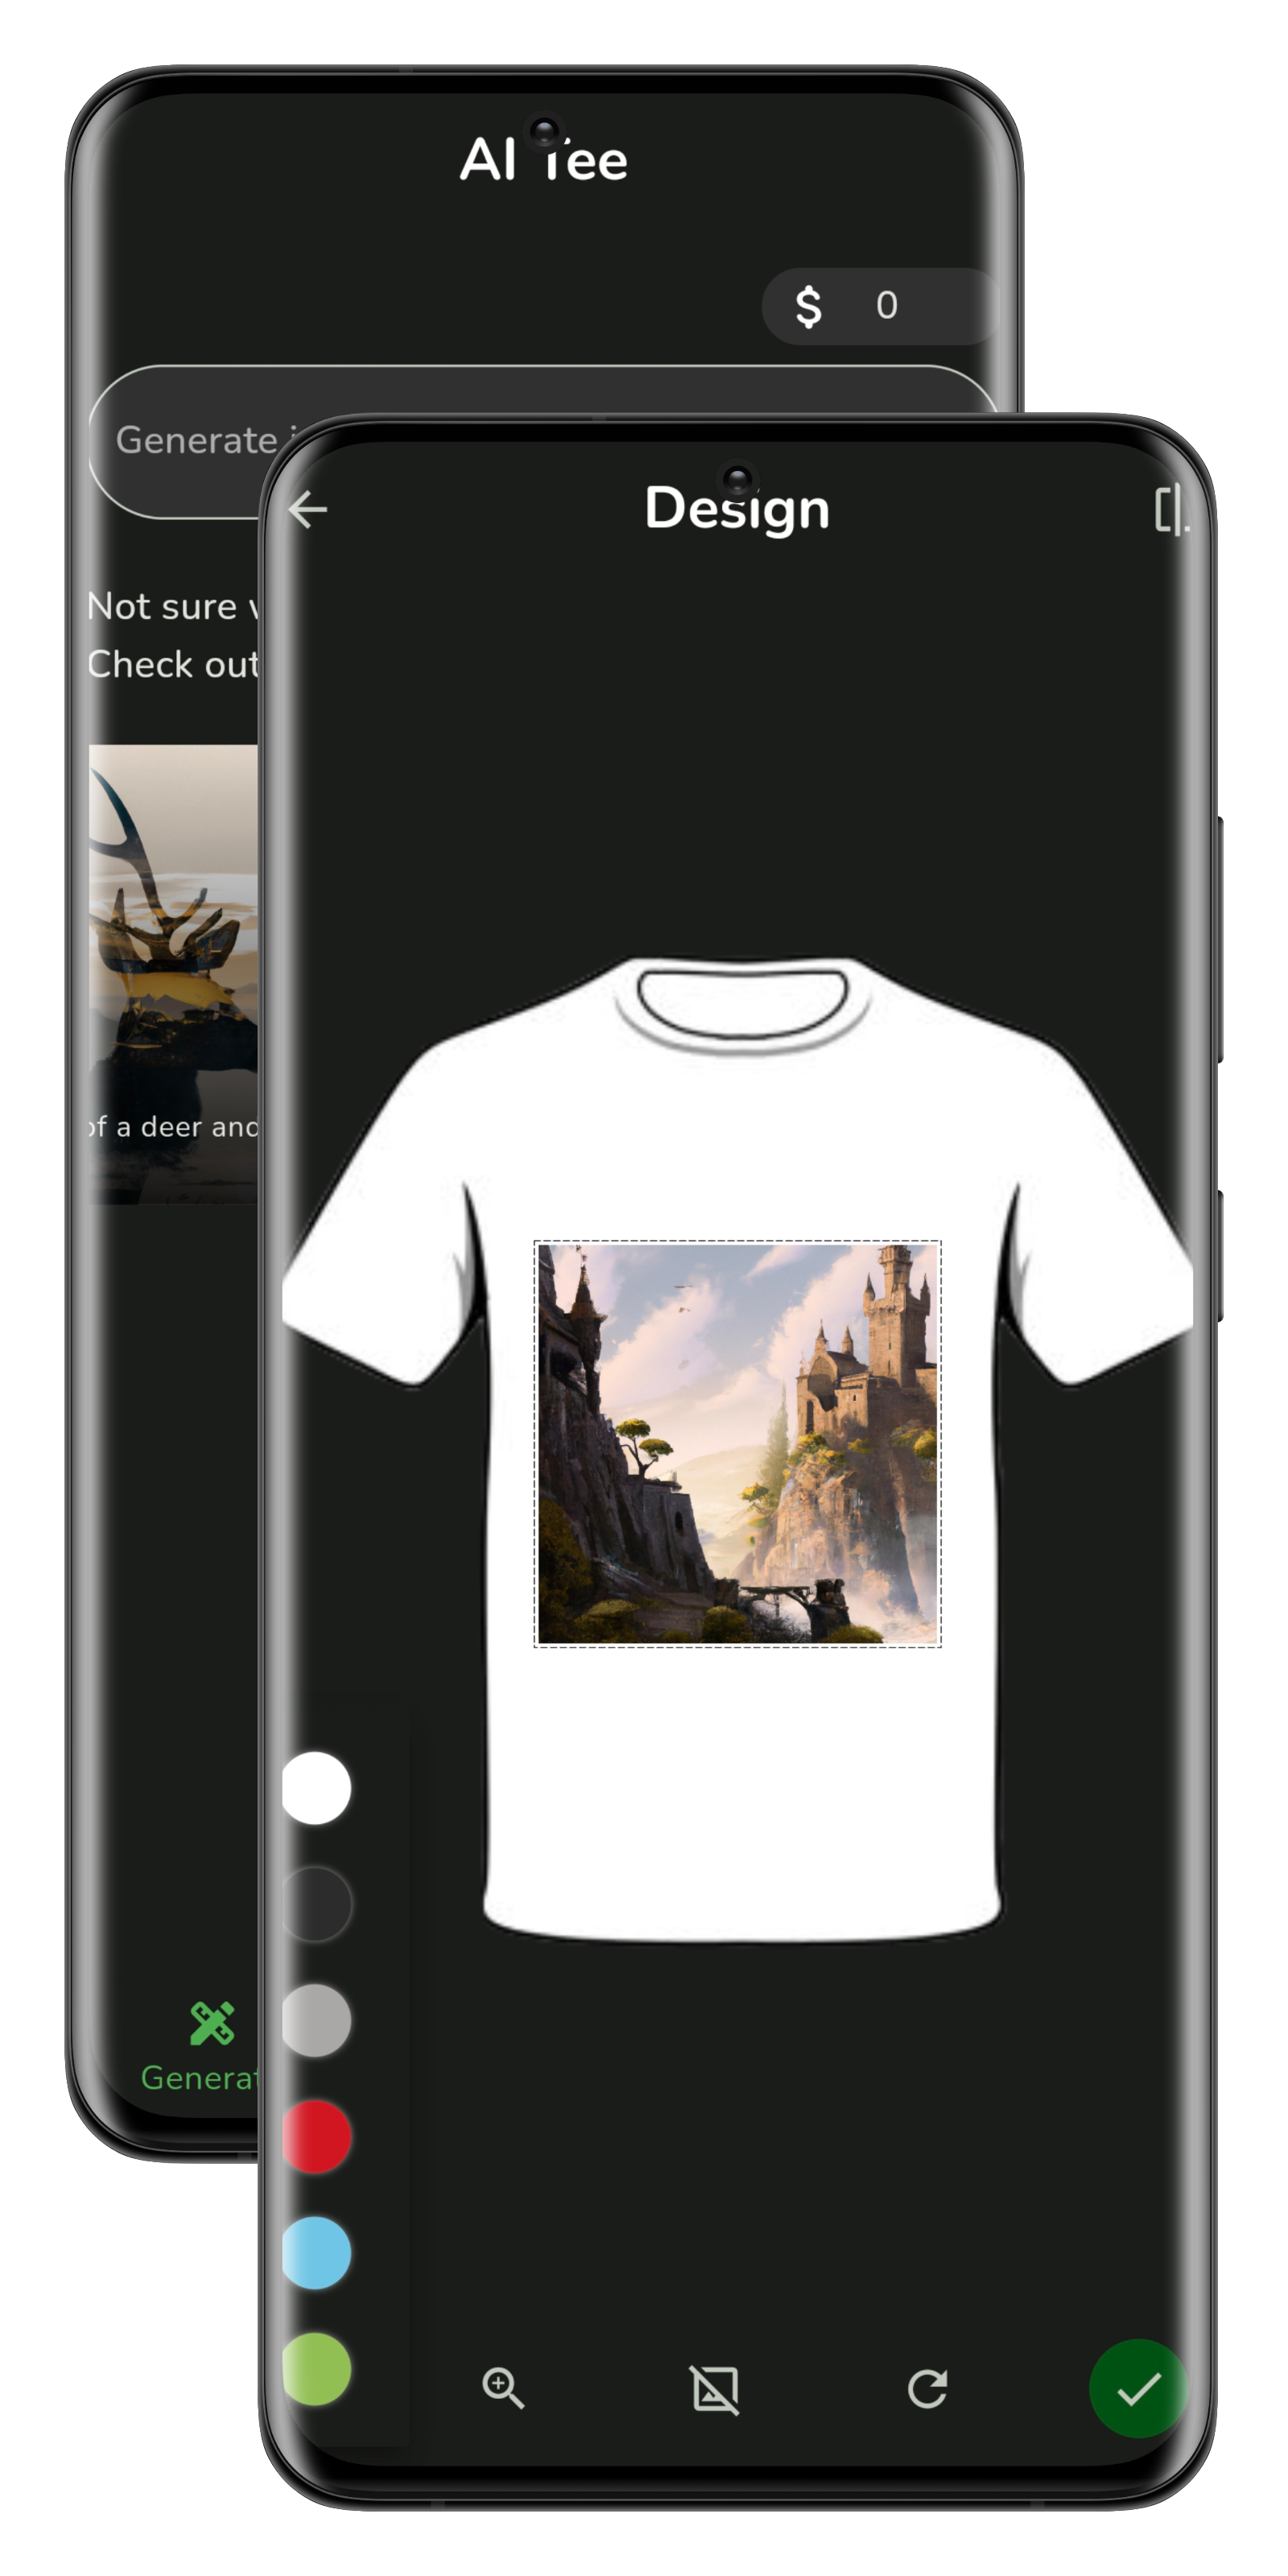 AI Tee
$ 0
Generate
Not sure
Check out
of a deer and
Generat
Design